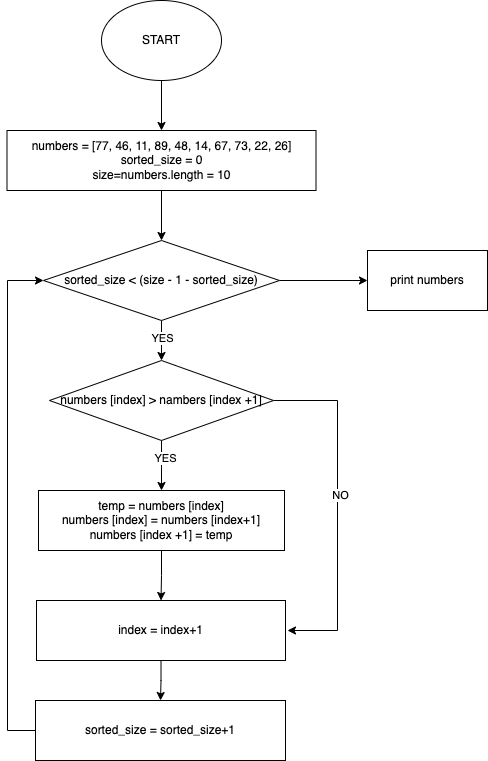 START
numbers = [77, 46, 11, 89, 48, 14, 67, 73, 22, 26]
sorted_size = 0
size=numbers.length = 10
sorted_size < (size - 1 - sorted_size)
print numbers
YES
numbers [index] > nambers [index +1]
YES
NO
temp = numbers [index]
numbers [index] = numbers [index+1]
numbers [index +1] = temp
index = index+1
sorted_size = sorted_size+1